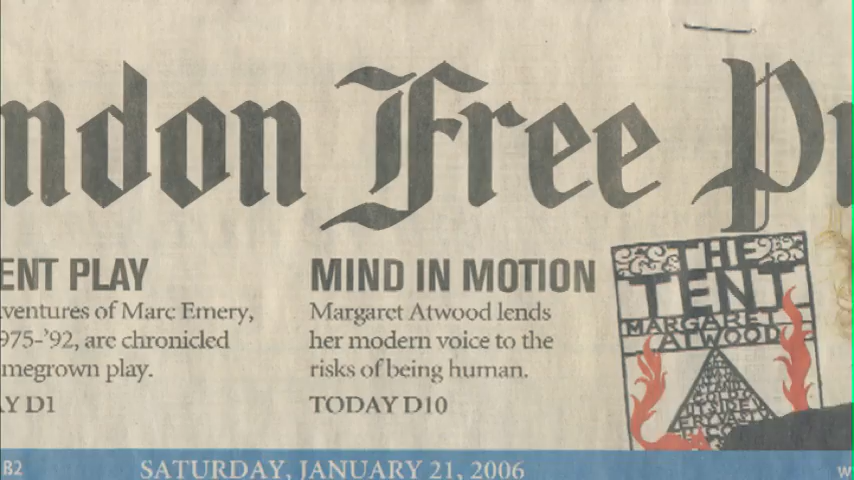 ndon Free Pr
ENT PLAY
ventures of Marc Emery,
975-'92, are chronicled
megrown play.
AY D1
MIND IN MOTION
Margaret Atwood lends
her modern voice to the
risks of being human.
TODAY D10
THE
TENT
MARGARET
ATWOOD
B2
SATURDAY, JANUARY 21, 2006
W